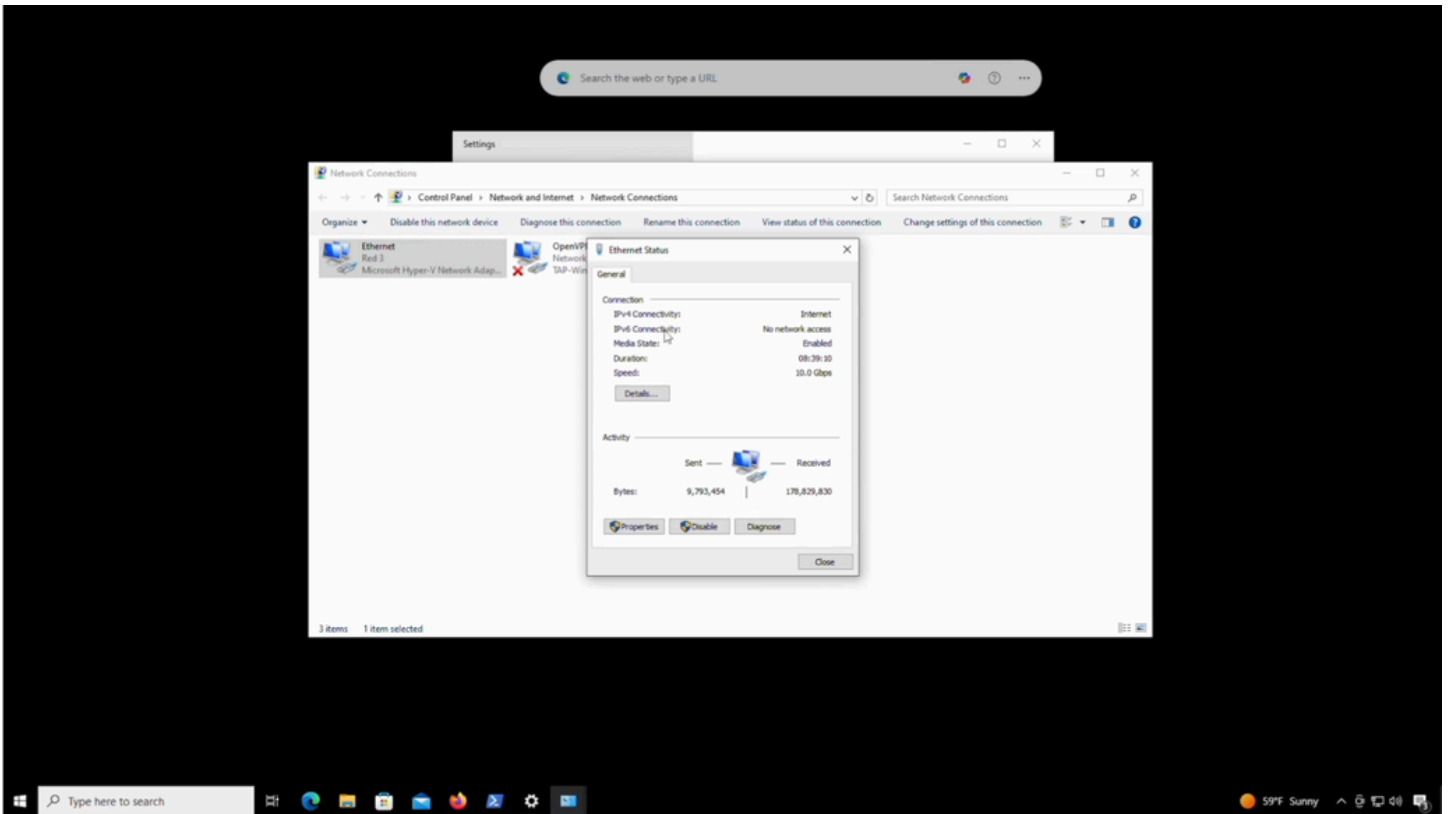 Search the web or type a URL
Settings
Network Connections
Control Panel > Network and Internet > Network Connections
Search Network Connections
Organize
Disable this network device
Diagnose this connection
Rename this connection
View status of this connection
Change settings of this connection
Ethernet
Red 3
Microsoft Hyper-V Network Adap...
OpenVP
Network
TAP-Win
Ethernet Status
General
Connection
IPv4 Connectivity: Internet
IPv6 Connectivity: No network access
Media State: Enabled
Duration: 08:39:10
Speed: 10.0 Gbps
Details...
Activity
Sent — — Received
Bytes: 9,793,454 | 178,829,830
Properties
Disable
Diagnose
Close
3 items 1 item selected
Type here to search
59°F Sunny
3